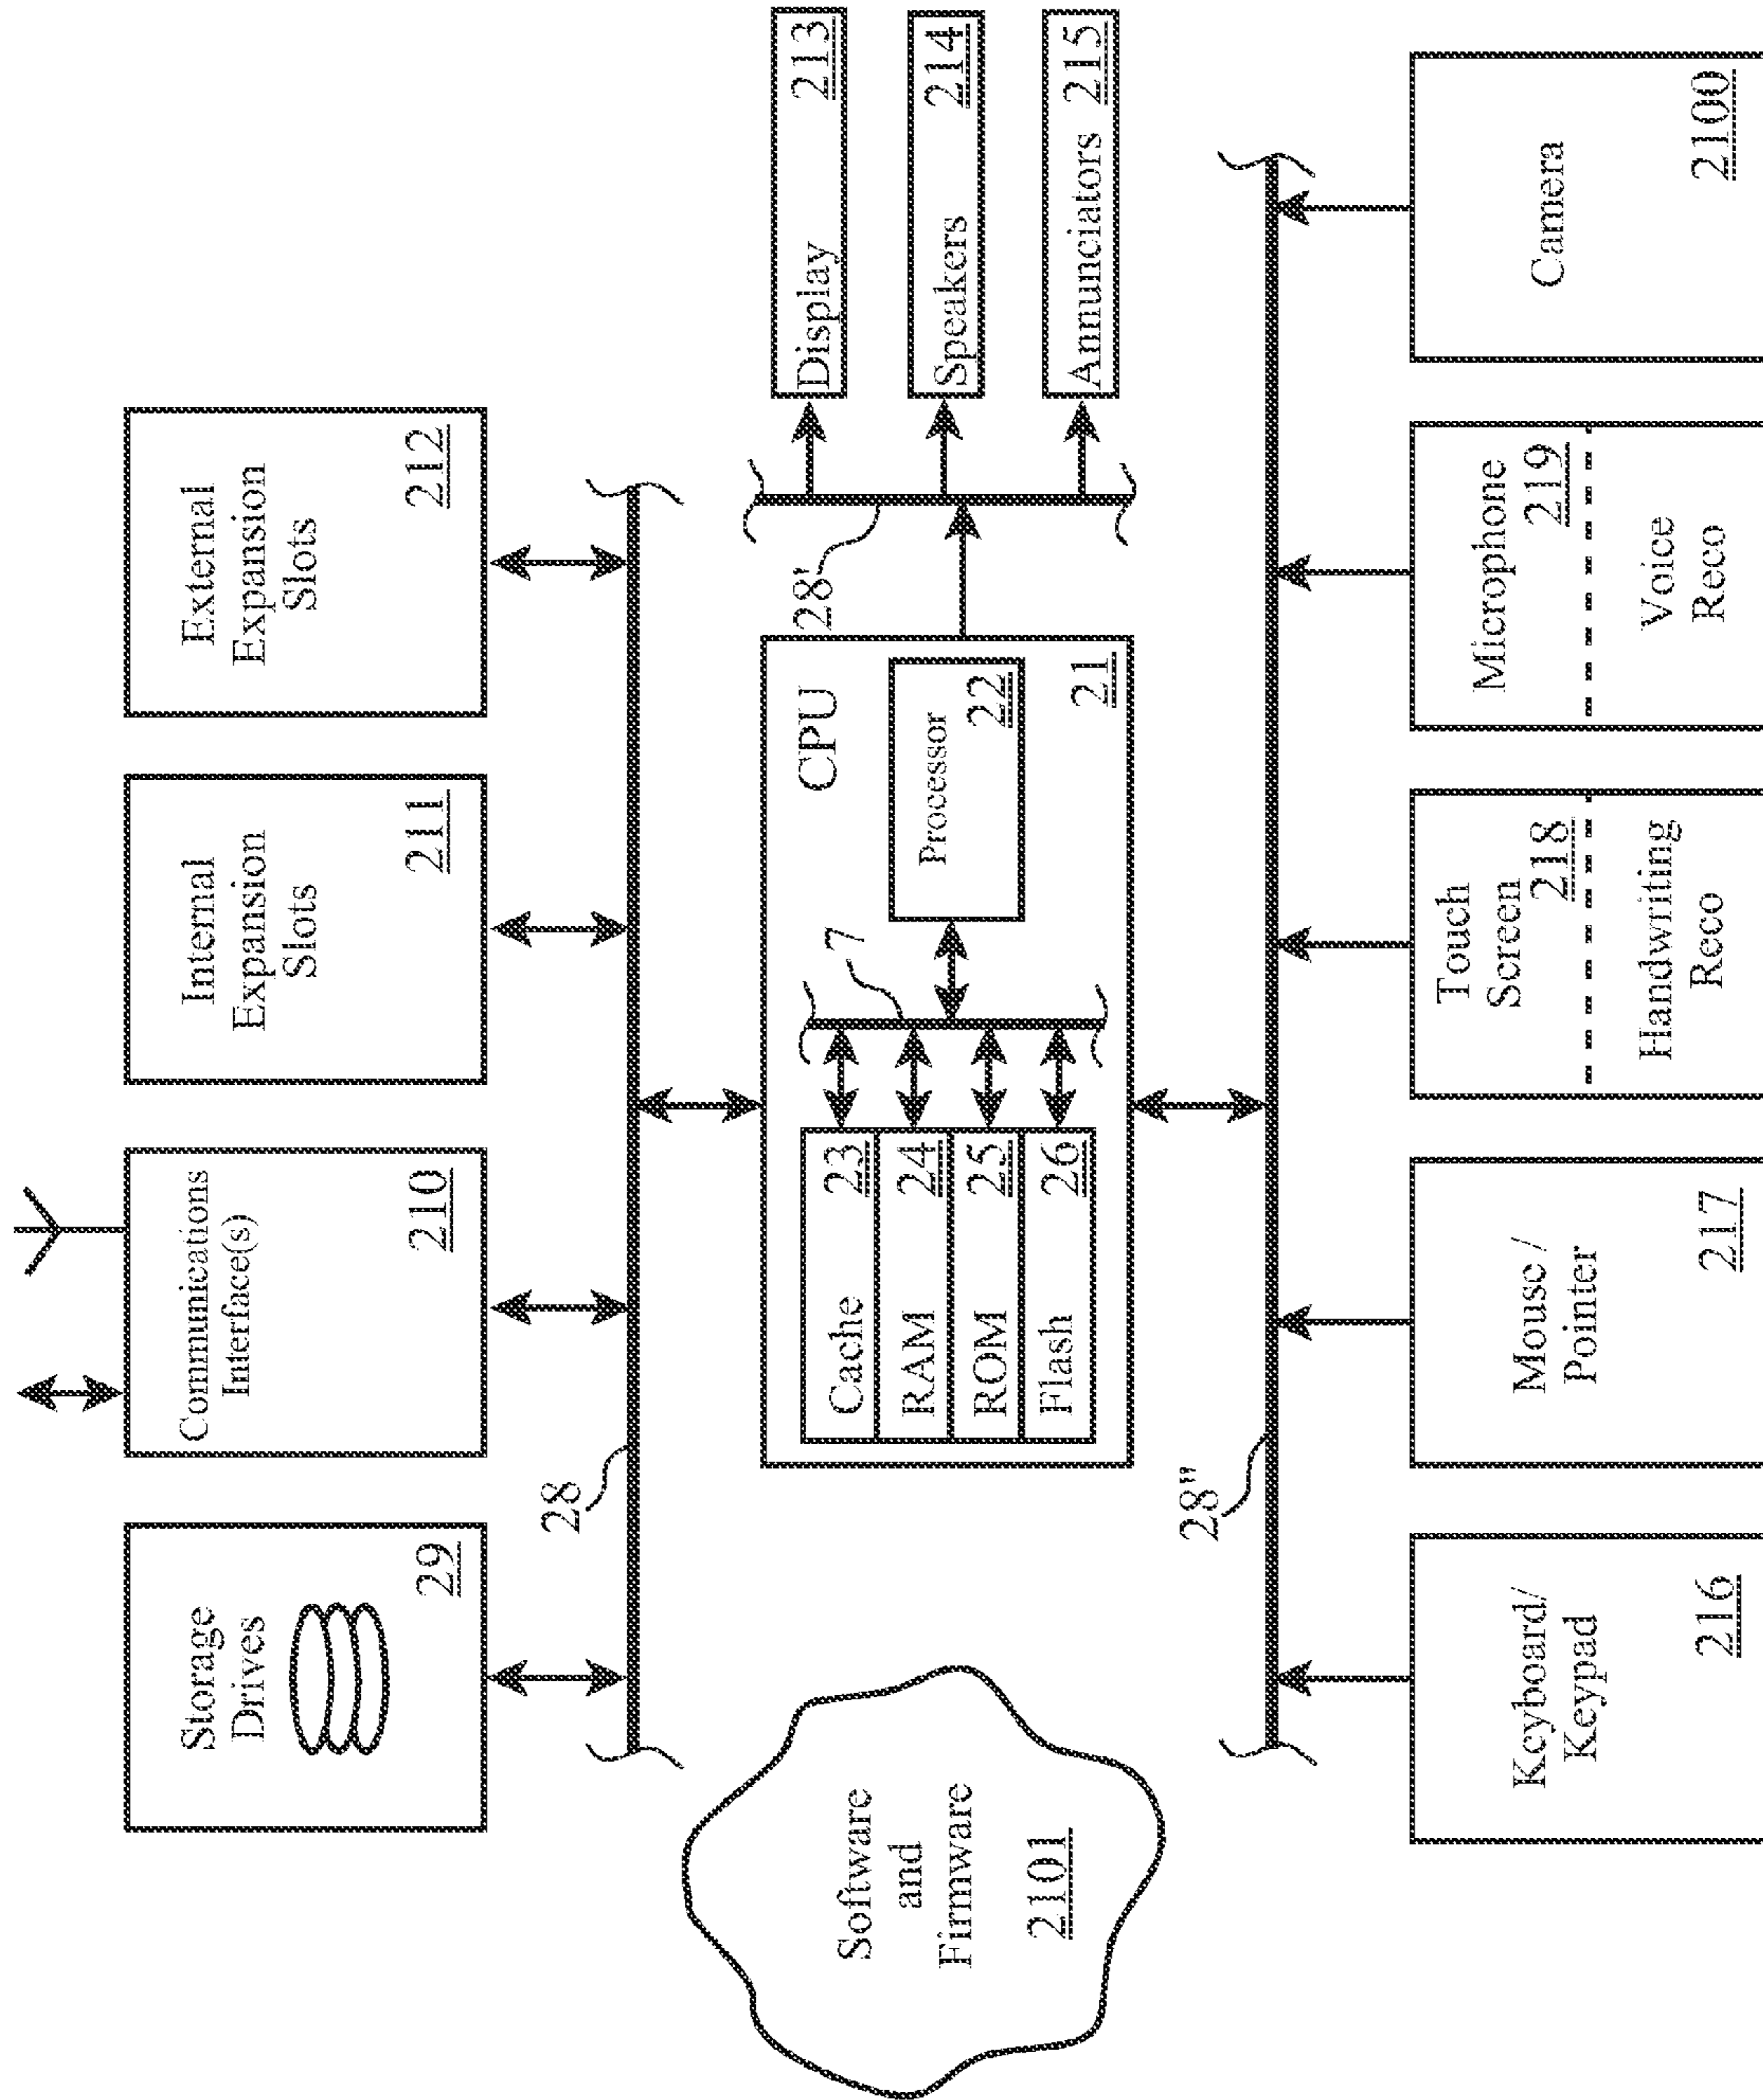 Storage
Drives
29
Communications
Interface(s)
210
Internal
Expansion
Slots
211
External
Expansion
Slots
212
28
Software
and
Firmware
2101
CPU
Cache 23
RAM 24
ROM 25
Flash 26
7
Processor
22
21
28'
Display 213
Speakers 214
Annunciators 215
28"
Keyboard/
Keypad
216
Mouse /
Pointer
217
Touch
Screen
218
Handwriting
Reco
Microphone
219
Voice
Reco
Camera
2100